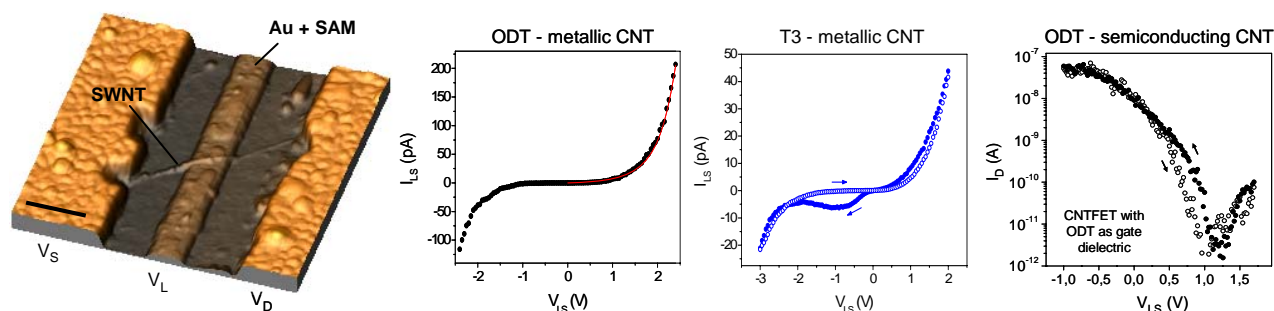 Au + SAM
SWNT
V_S
V_L
V_D
ODT - metallic CNT
I_LS (pA)
200
150
100
50
0
-50
-100
-2
-1
0
1
2
V_LS (V)
T3 - metallic CNT
I_LS (pA)
50
40
30
20
10
0
-10
-20
-3
-2
-1
0
1
2
V_LS (V)
ODT - semiconducting CNT
I_D (A)
10^-7
10^-8
10^-9
10^-10
10^-11
10^-12
CNTFET with
ODT as gate
dielectric
-1,0
-0,5
0,0
0,5
1,0
1,5
V_LS (V)